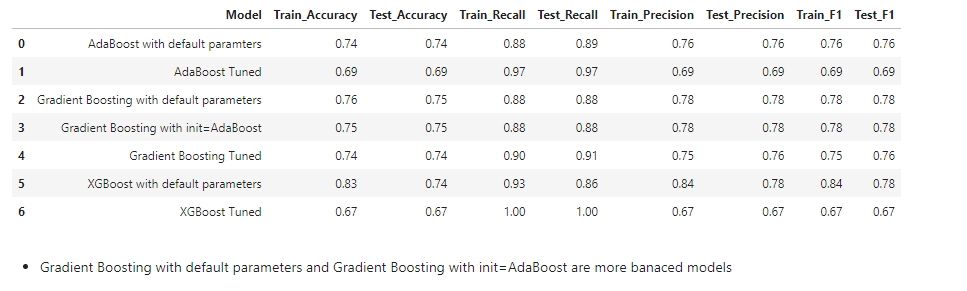 Model Train_Accuracy Test_Accuracy Train_Recall Test_Recall Train_Precision Test_Precision Train_F1 Test_F1
0 AdaBoost with default paramters 0.74 0.74 0.88 0.89 0.76 0.76 0.76 0.76
1 AdaBoost Tuned 0.69 0.69 0.97 0.97 0.69 0.69 0.69 0.69
2 Gradient Boosting with default parameters 0.76 0.75 0.88 0.88 0.78 0.78 0.78 0.78
3 Gradient Boosting with init=AdaBoost 0.75 0.75 0.88 0.88 0.78 0.78 0.78 0.78
4 Gradient Boosting Tuned 0.74 0.74 0.90 0.91 0.75 0.76 0.75 0.76
5 XGBoost with default parameters 0.83 0.74 0.93 0.86 0.84 0.78 0.84 0.78
6 XGBoost Tuned 0.67 0.67 1.00 1.00 0.67 0.67 0.67 0.67
• Gradient Boosting with default parameters and Gradient Boosting with init=AdaBoost are more banaced models